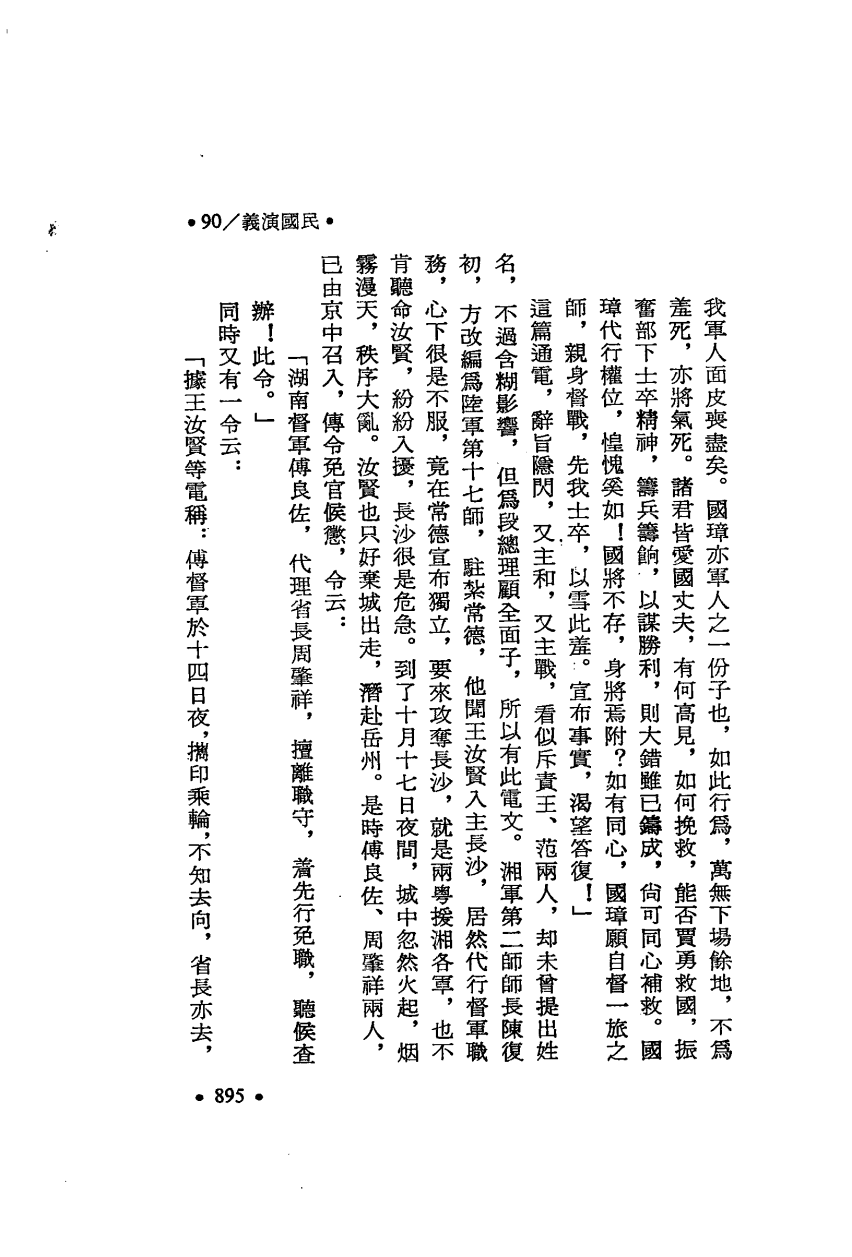 •90／義演國民•
我軍人面皮喪盡矣。國璋亦軍人之一份子也，如此行爲，萬無下場餘地，不爲
羞死，亦將氣死。諸君皆愛國丈夫，有何高見，如何挽救，能否賈勇救國，振
奮部下士卒精神，籌兵籌餉，以謀勝利，則大錯雖已鑄成，尙可同心補救。國
璋代行權位，惶愧奚如！國將不存，身將焉附？如有同心，國璋願自督一旅之
師，親身督戰，先我士卒，以雪此羞。宣布事實，渴望答復！」
這篇通電，辭旨隱閃，又主和，又主戰，看似斥責王、范兩人，却未曾提出姓
名，不過含糊影響，但爲段總理顧全面子，所以有此電文。湘軍第二師師長陳復
初，方改編爲陸軍第十七師，駐紮常德，他聞王汝賢入主長沙，居然代行督軍職
務，心下很是不服，竟在常德宣布獨立，要來攻奪長沙，就是兩粵援湘各軍，也不
肯聽命汝賢，紛紛入擾，長沙很是危急。到了十月十七日夜間，城中忽然火起，烟
霧漫天，秩序大亂。汝賢也只好棄城出走，潛赴岳州。是時傅良佐、周肇祥兩人，
已由京中召入，傳令免官候懲，令云：
「湖南督軍傅良佐，代理省長周肇祥，擅離職守，着先行免職，聽候查
辦！此令。」
同時又有一令云：
「據王汝賢等電稱：傅督軍於十四日夜，攜印乘輪，不知去向，省長亦去，
•895•